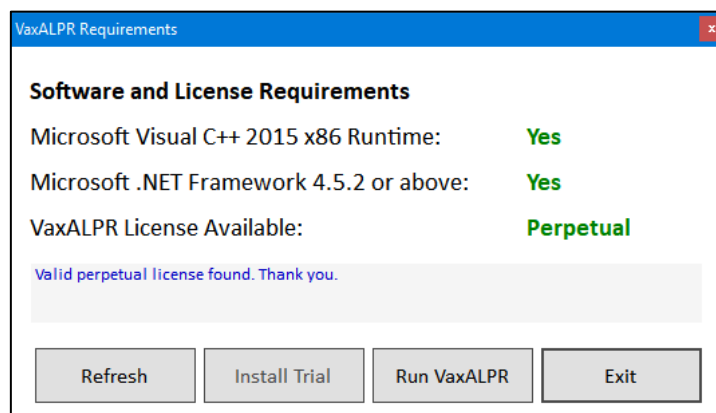 VaxALPR Requirements
x
Software and License Requirements
Microsoft Visual C++ 2015 x86 Runtime: Yes
Microsoft .NET Framework 4.5.2 or above: Yes
VaxALPR License Available: Perpetual
Valid perpetual license found. Thank you.
Refresh Install Trial Run VaxALPR Exit